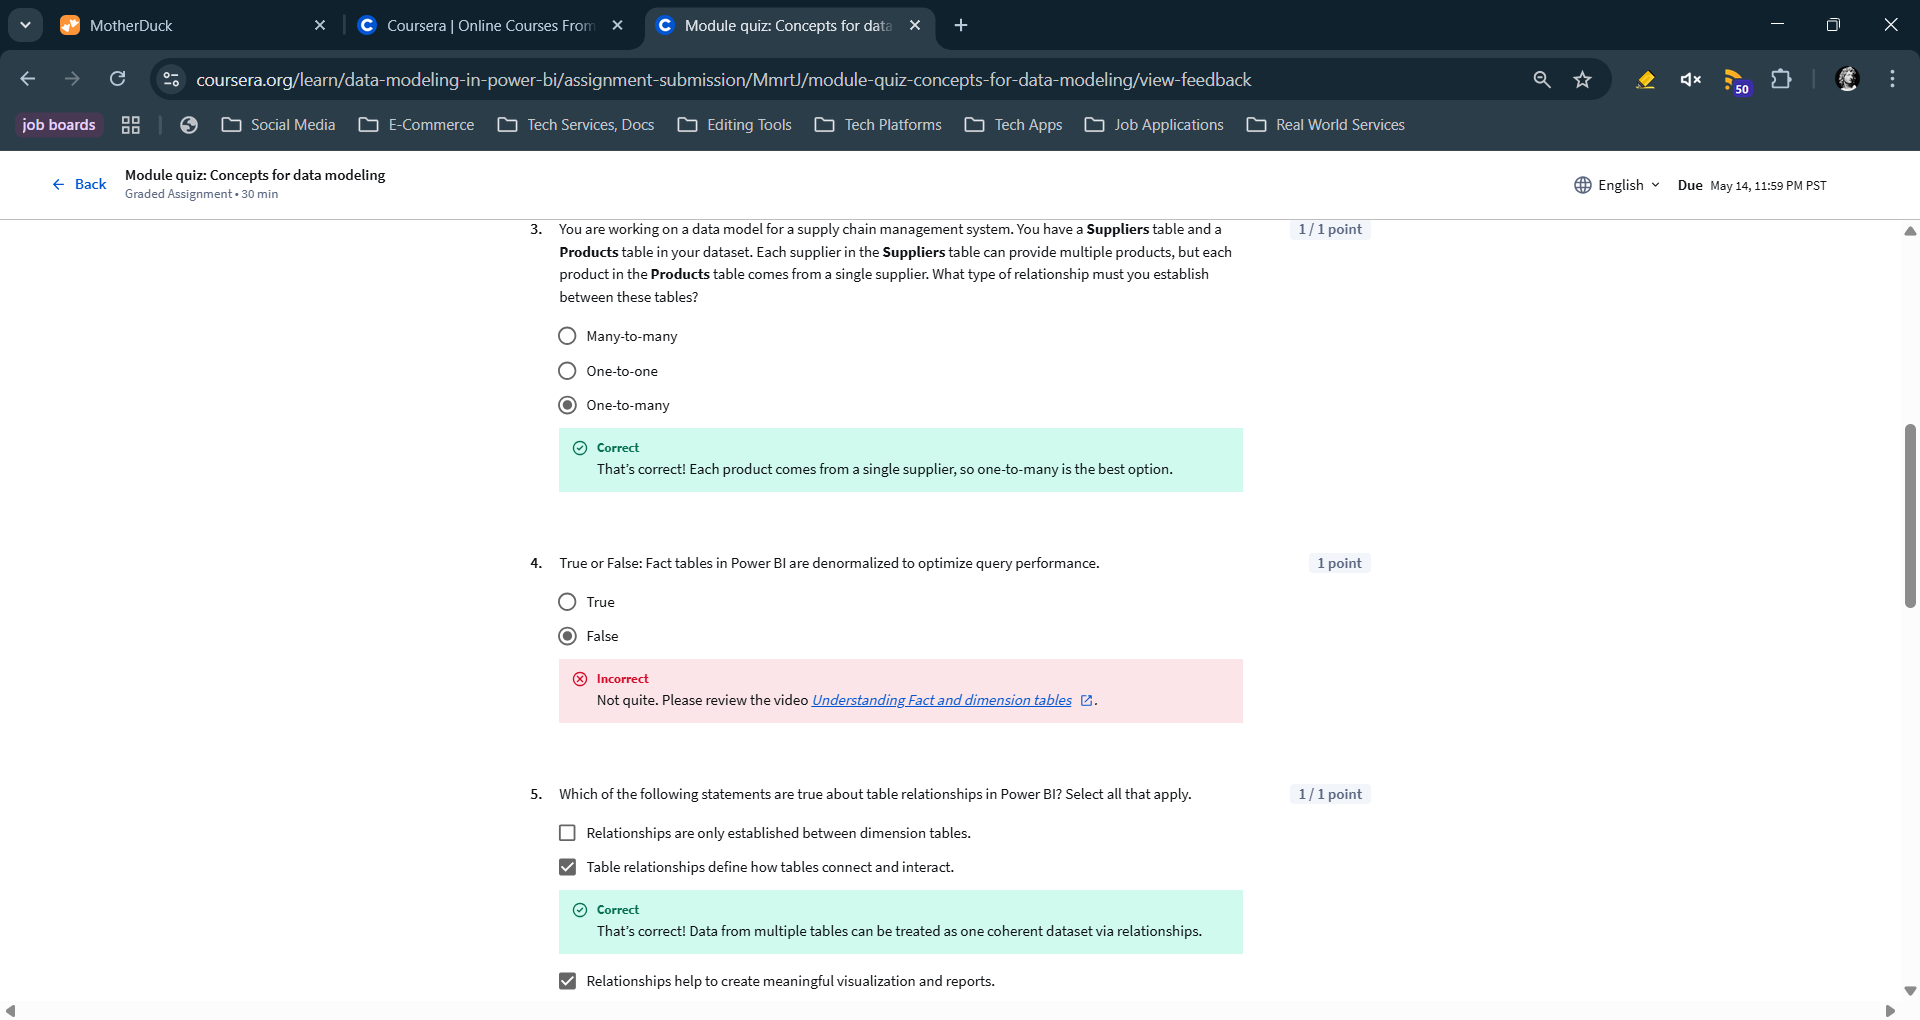 MotherDuck
Coursera | Online Courses From
Module quiz: Concepts for data
coursera.org/learn/data-modeling-in-power-bi/assignment-submission/MmrtJ/module-quiz-concepts-for-data-modeling/view-feedback
50
job boards
Social Media
E-Commerce
Tech Services, Docs
Editing Tools
Tech Platforms
Tech Apps
Job Applications
Real World Services
Back
Module quiz: Concepts for data modeling
Graded Assignment • 30 min
English
Due May 14, 11:59 PM PST
3. You are working on a data model for a supply chain management system. You have a Suppliers table and a
1 / 1 point
Products table in your dataset. Each supplier in the Suppliers table can provide multiple products, but each
product in the Products table comes from a single supplier. What type of relationship must you establish
between these tables?
Many-to-many
One-to-one
One-to-many
Correct
That's correct! Each product comes from a single supplier, so one-to-many is the best option.
4. True or False: Fact tables in Power BI are denormalized to optimize query performance.
1 point
True
False
Incorrect
Not quite. Please review the video Understanding Fact and dimension tables.
5. Which of the following statements are true about table relationships in Power BI? Select all that apply.
1 / 1 point
Relationships are only established between dimension tables.
Table relationships define how tables connect and interact.
Correct
That's correct! Data from multiple tables can be treated as one coherent dataset via relationships.
Relationships help to create meaningful visualization and reports.